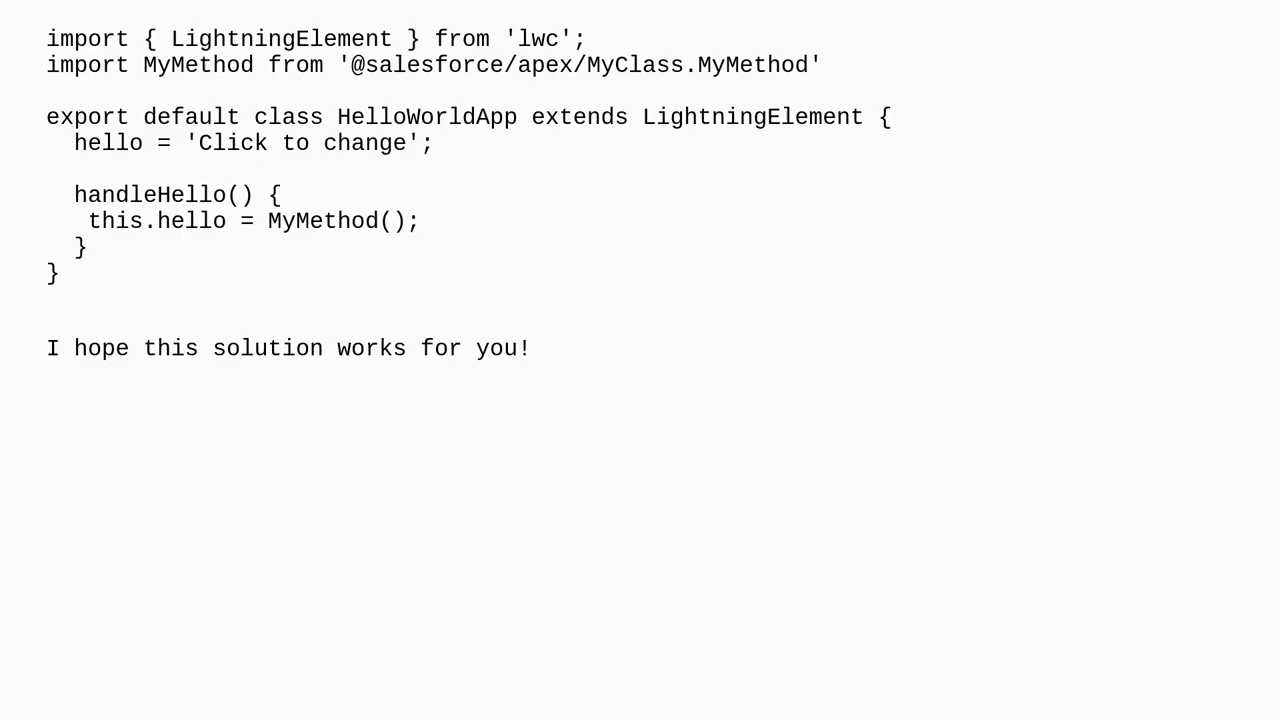 import { LightningElement } from 'lwc';
import MyMethod from '@salesforce/apex/MyClass.MyMethod'
export default class HelloWorldApp extends LightningElement {
hello = 'Click to change';
handleHello() {
this.hello = MyMethod();
}
}
I hope this solution works for you!